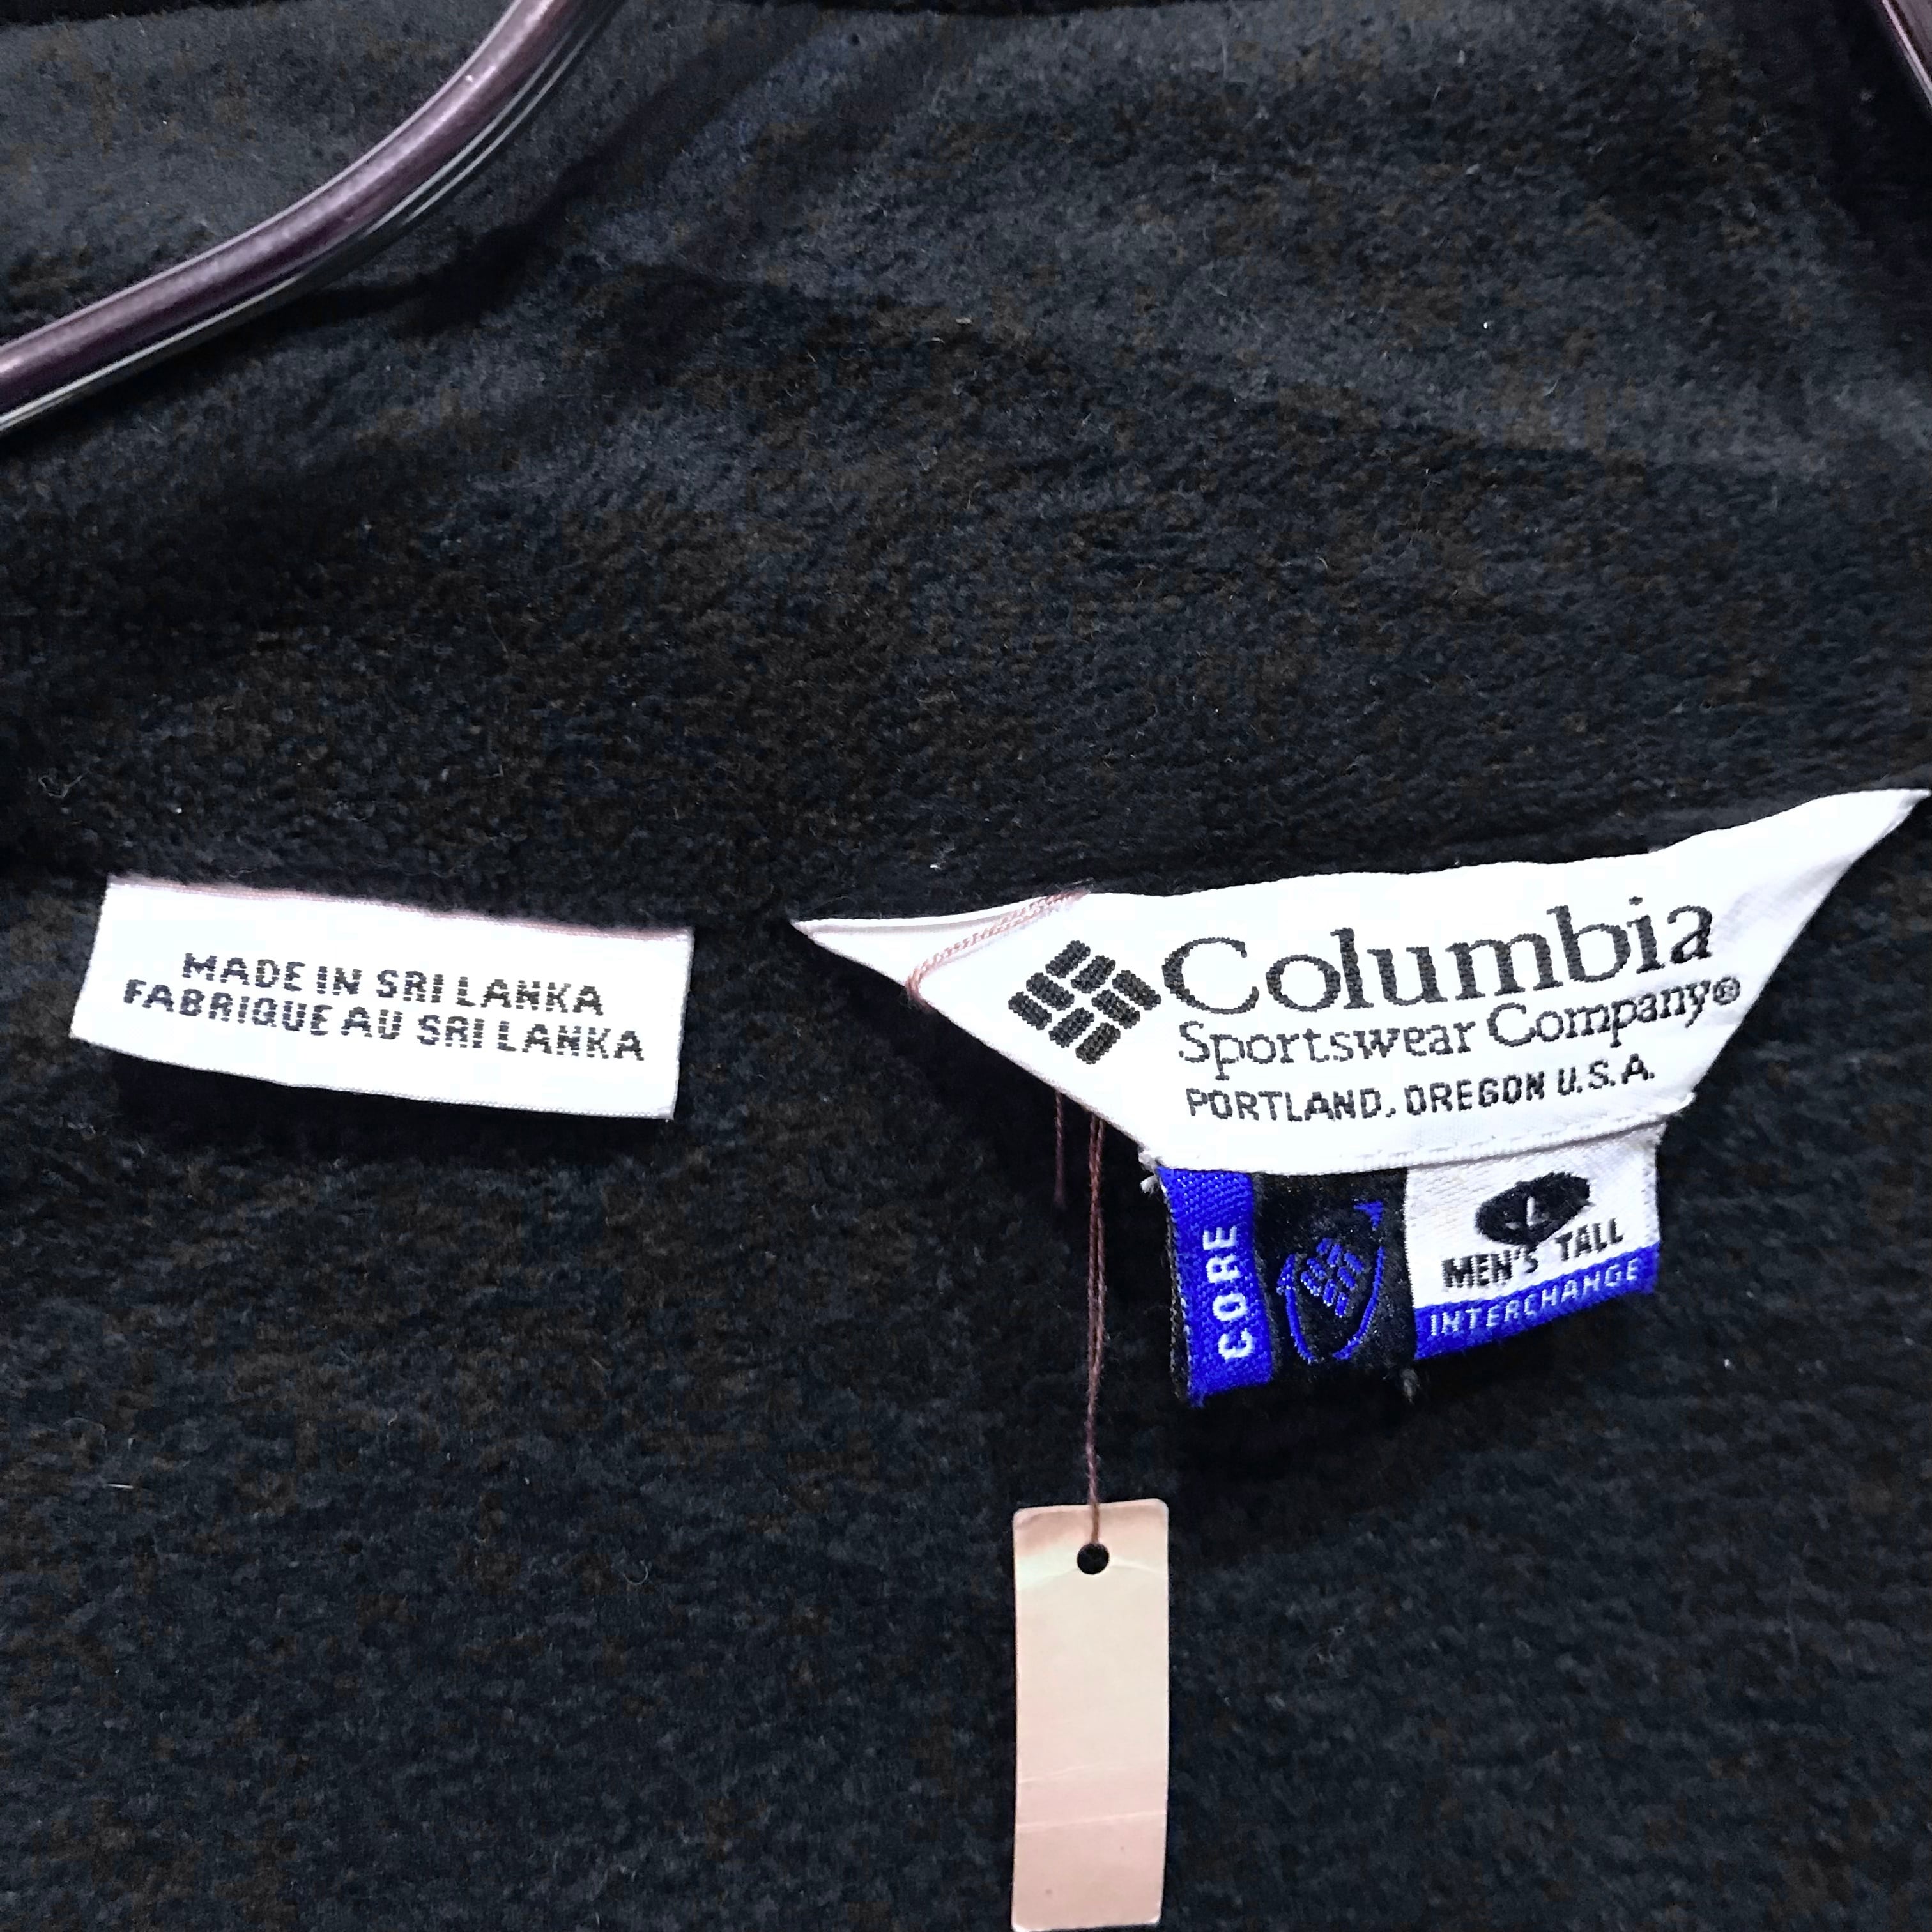 MADE IN SRI LANKA
FABRIQUE AU SRI LANKA
Columbia
Sportswear Company®
PORTLAND, OREGON U.S.A.
CORE
L
MEN'S TALL
INTERCHANGE